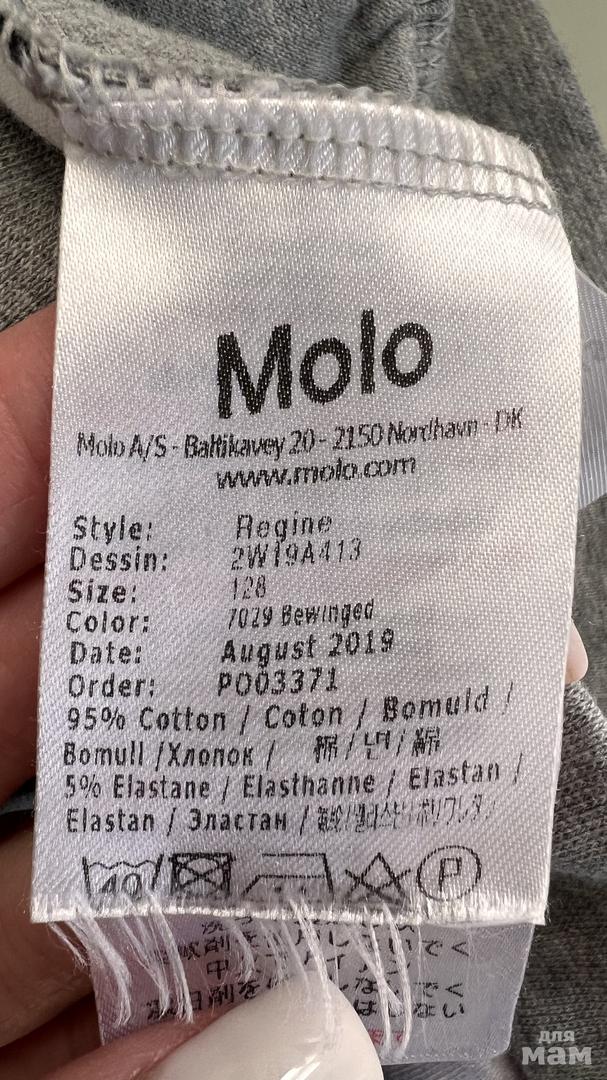 Molo
Molo A/S - Baltikavey 20 - 2150 Nordhavn - DK
www.molo.com
Style: Regine
Dessin: 2W19A413
Size: 128
Color: 7029 Bewinged
Date: August 2019
Order: PO03371
95% Cotton / Coton / Bomuld /
Bomull /Хлопок / 棉 / 면 / 綿
5% Elastane / Elasthanne / Elastan /
Elastan / Эластан /
40
P
для
мам